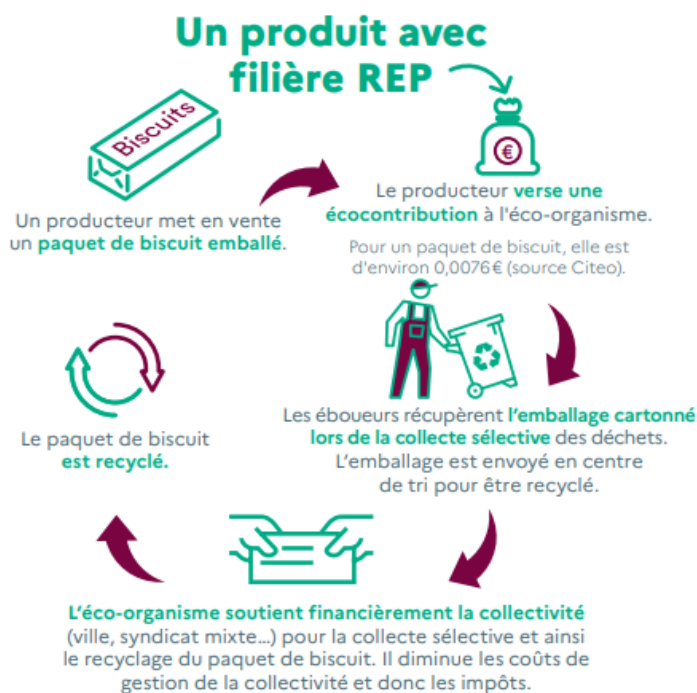 Un produit avec
filière REP
Biscuits
€
Un producteur met en vente
un paquet de biscuit emballé.
Le producteur verse une
écocontribution à l'éco-organisme.
Pour un paquet de biscuit, elle est
d'environ 0,0076€ (source Citeo).
Les éboueurs récupèrent l'emballage cartonné
lors de la collecte sélective des déchets.
L'emballage est envoyé en centre
de tri pour être recyclé.
L'éco-organisme soutient financièrement la collectivité
(ville, syndicat mixte...) pour la collecte sélective et ainsi
le recyclage du paquet de biscuit. Il diminue les coûts de
gestion de la collectivité et donc les impôts.
Le paquet de biscuit
est recyclé.